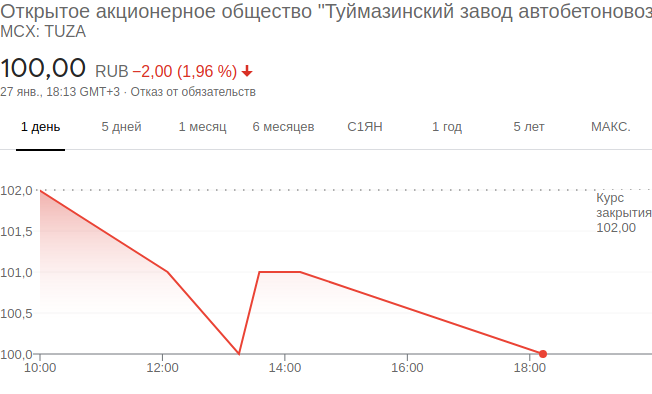 Открытое акционерное общество "Туймазинский завод автобетоновоз
MCX: TUZA
100,00 RUB −2,00 (1,96 %)
27 янв., 18:13 GMT+3 · Отказ от обязательств
1 день 5 дней 1 месяц 6 месяцев С1ЯН 1 год 5 лет МАКС.
102,0
Курс
закрытия
102,00
101,5
101,0
100,5
100,0
10:00 12:00 14:00 16:00 18:00